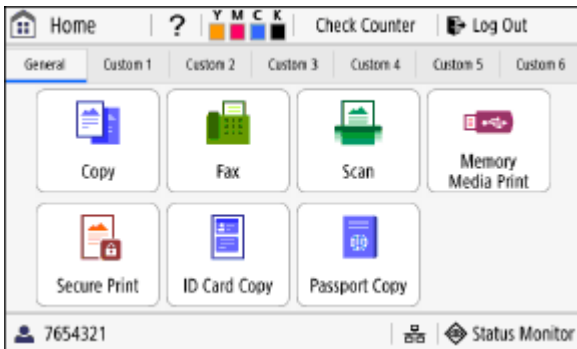 Home ? Y M C K Check Counter Log Out
General Custom 1 Custom 2 Custom 3 Custom 4 Custom 5 Custom 6
Copy Fax Scan Memory
Media Print
Secure Print ID Card Copy Passport Copy
7654321 Status Monitor